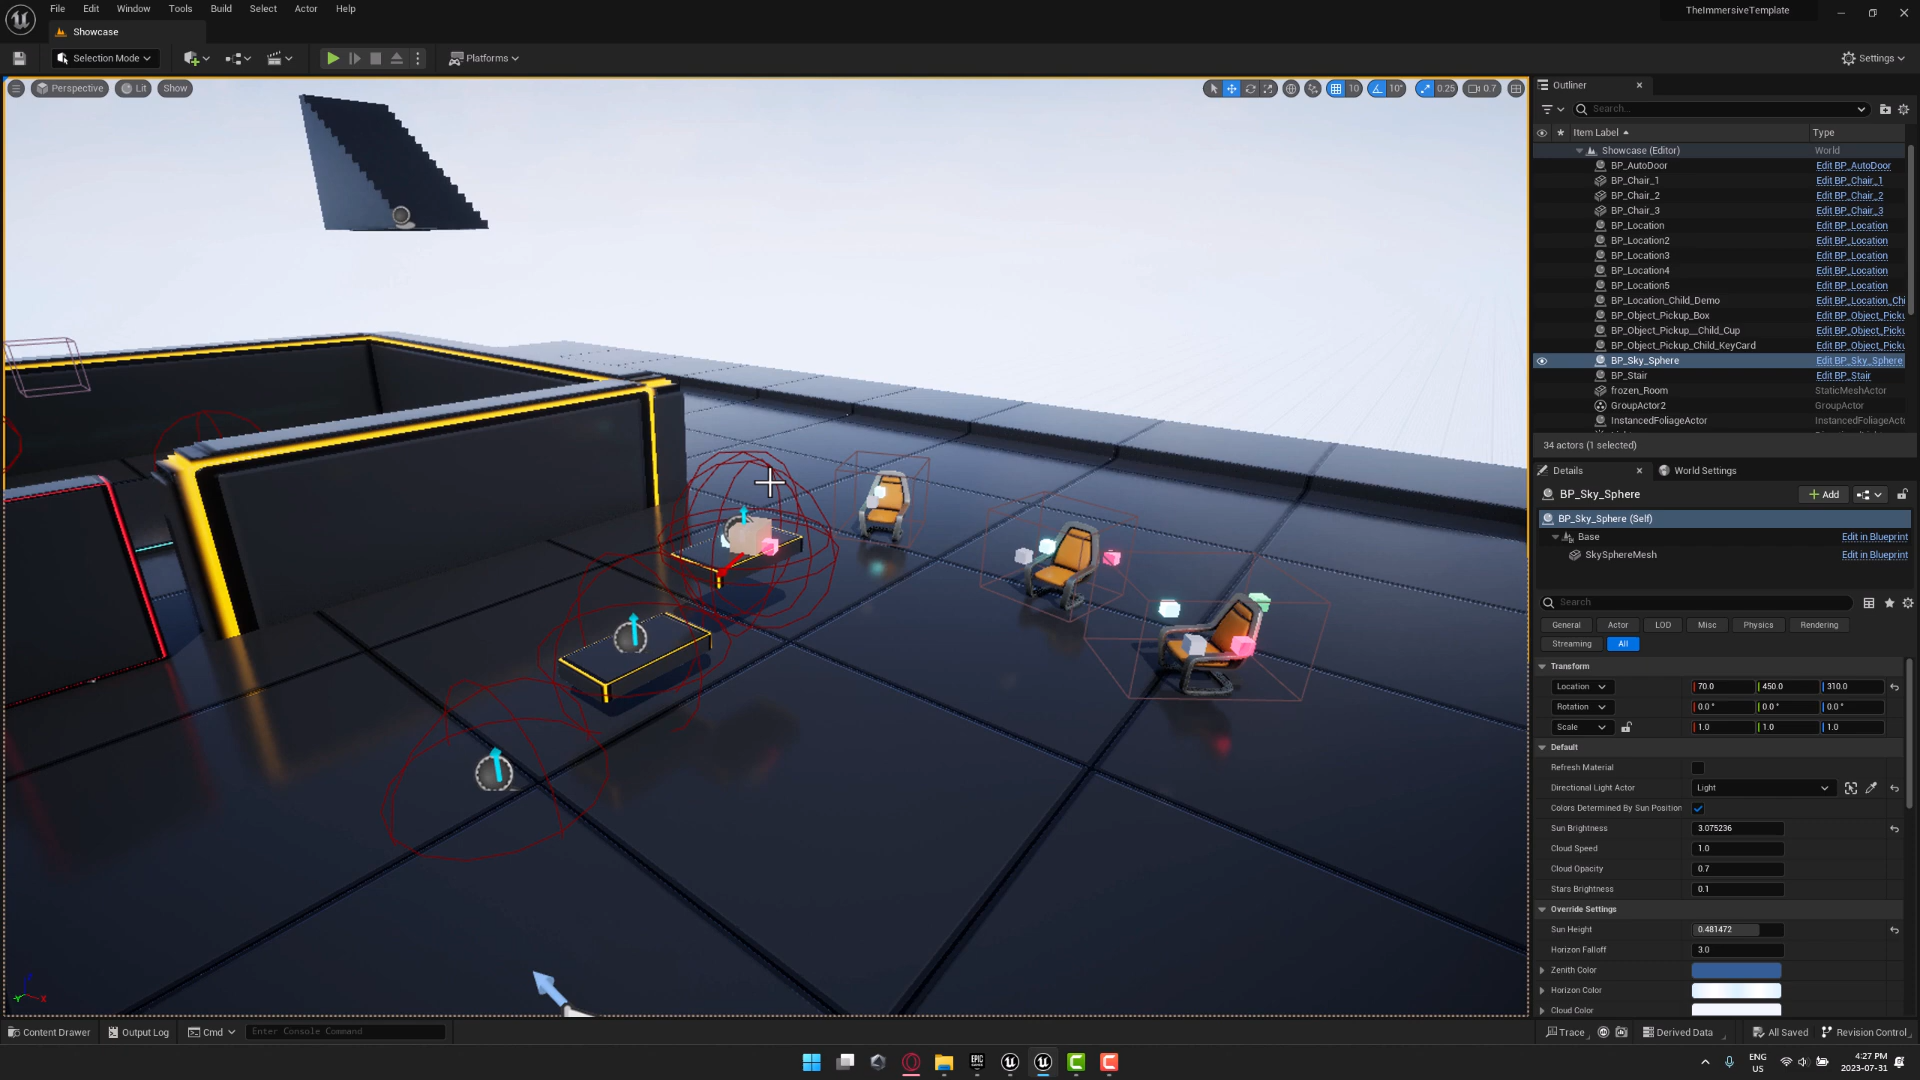 File Edit Window Tools Build Select Actor Help
TheImmersiveTemplate
Showcase
Selection Mode
Platforms
Settings
Perspective Lit Show
10 10° 0.25 0.7
Outliner
Search...
Item Label Type
Showcase (Editor) World
BP_AutoDoor Edit BP_AutoDoor
BP_Chair_1 Edit BP_Chair_1
BP_Chair_2 Edit BP_Chair_2
BP_Chair_3 Edit BP_Chair_3
BP_Location Edit BP_Location
BP_Location2 Edit BP_Location
BP_Location3 Edit BP_Location
BP_Location4 Edit BP_Location
BP_Location5 Edit BP_Location
BP_Location_Child_Demo Edit BP_Location_Chi
BP_Object_Pickup_Box Edit BP_Object_Picku
BP_Object_Pickup__Child_Cup Edit BP_Object_Picku
BP_Object_Pickup_Child_KeyCard Edit BP_Object_Picku
BP_Sky_Sphere Edit BP_Sky_Sphere
BP_Stair Edit BP_Stair
frozen_Room StaticMeshActor
GroupActor2 GroupActor
InstancedFoliageActor InstancedFoliageActo
34 actors (1 selected)
Details World Settings
BP_Sky_Sphere Add
BP_Sky_Sphere (Self)
Base Edit in Blueprint
SkySphereMesh Edit in Blueprint
Search
General Actor LOD Misc Physics Rendering
Streaming All
Transform
Location 70.0 450.0 310.0
Rotation 0.0 ° 0.0 ° 0.0 °
Scale 1.0 1.0 1.0
Default
Refresh Material
Directional Light Actor Light
Colors Determined By Sun Position
Sun Brightness 3.075236
Cloud Speed 1.0
Cloud Opacity 0.7
Stars Brightness 0.1
Override Settings
Sun Height 0.481472
Horizon Falloff 3.0
Zenith Color
Horizon Color
Cloud Color
Content Drawer Output Log Cmd Enter Console Command
Trace Derived Data All Saved Revision Control
EPIC
ENG
US
4:27 PM
2023-07-31